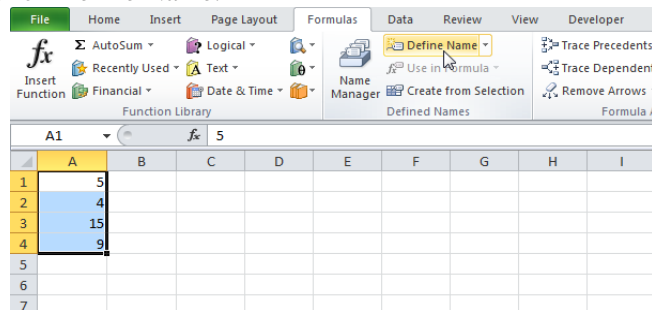 File Home Insert Page Layout Formulas Data Review View Developer
fx Σ AutoSum Logical Define Name Trace Precedents
Recently Used A Text θ fx Use in Formula Trace Dependent
Insert Function Financial Date & Time Name Manager Create from Selection Remove Arrows
Function Library Defined Names Formula
A1 fx 5
A B C D E F G H I
1 5
2 4
3 15
4 9
5
6
7